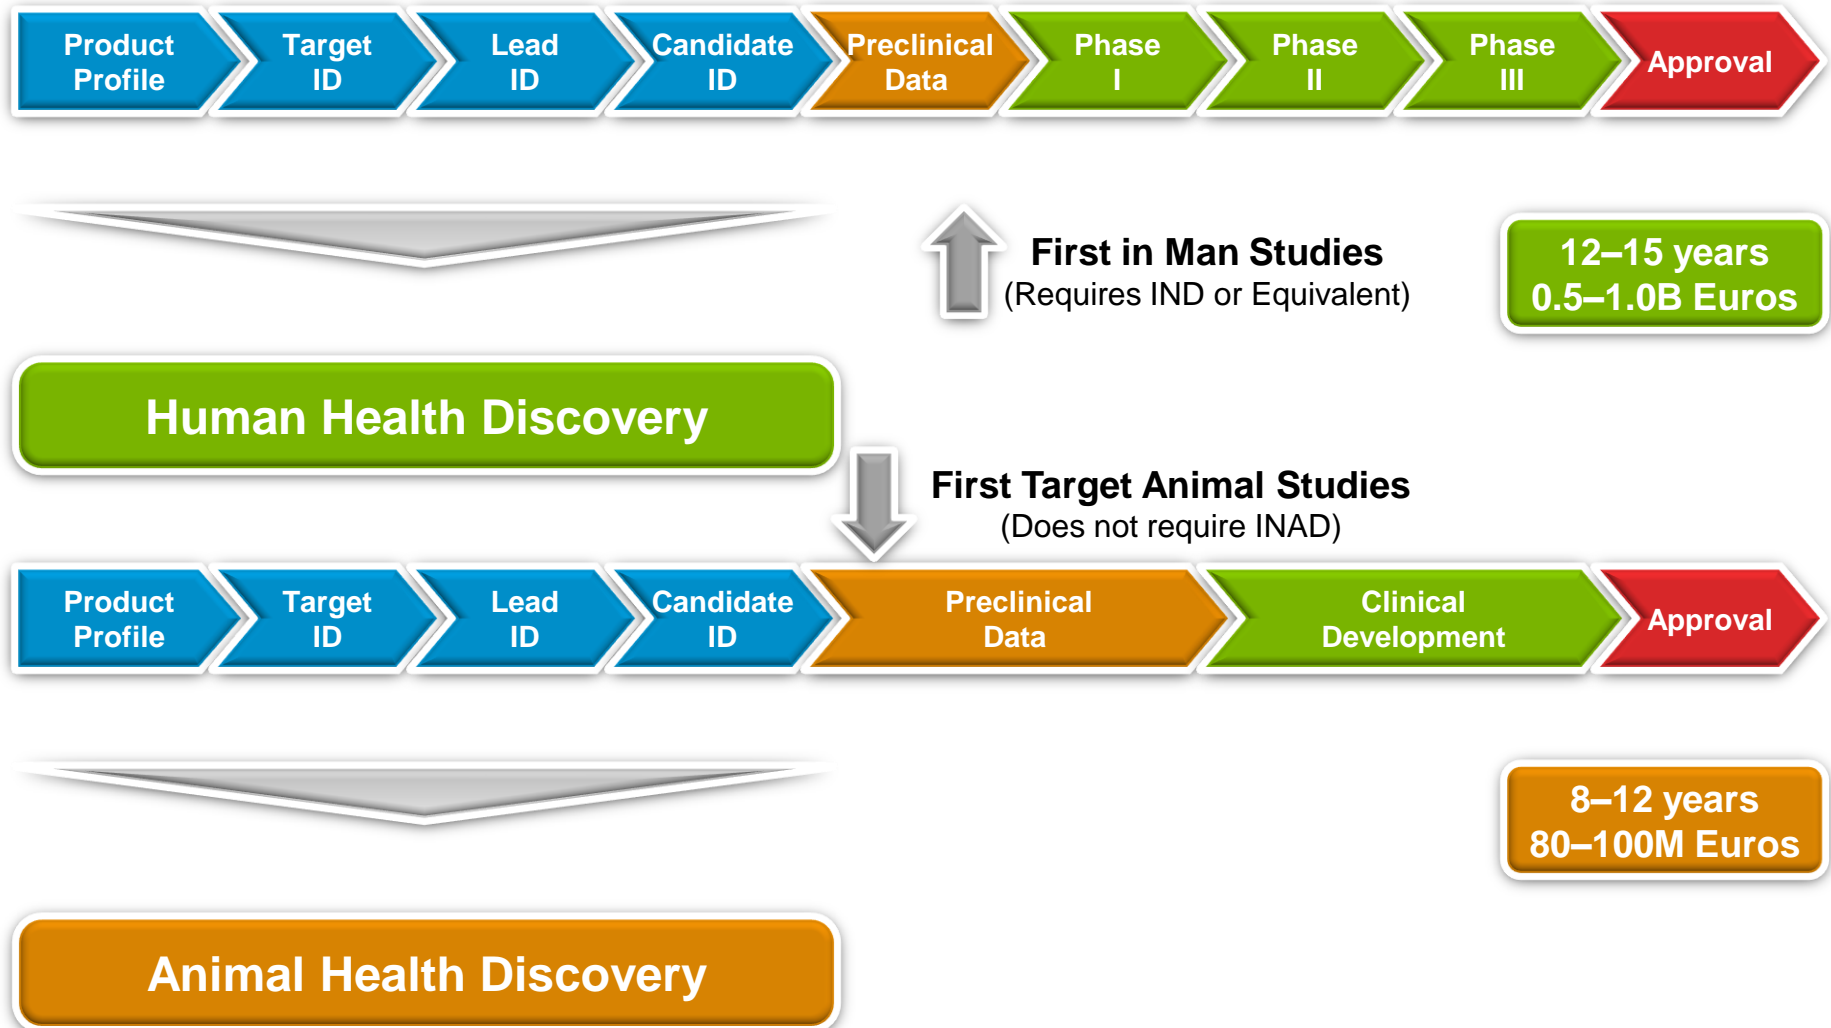 Product
Profile
Target
ID
Lead
ID
Candidate
ID
Preclinical
Data
Phase
I
Phase
II
Phase
III
Approval
First in Man Studies
(Requires IND or Equivalent)
12–15 years
0.5–1.0B Euros
Human Health Discovery
First Target Animal Studies
(Does not require INAD)
Product
Profile
Target
ID
Lead
ID
Candidate
ID
Preclinical
Data
Clinical
Development
Approval
8–12 years
80–100M Euros
Animal Health Discovery